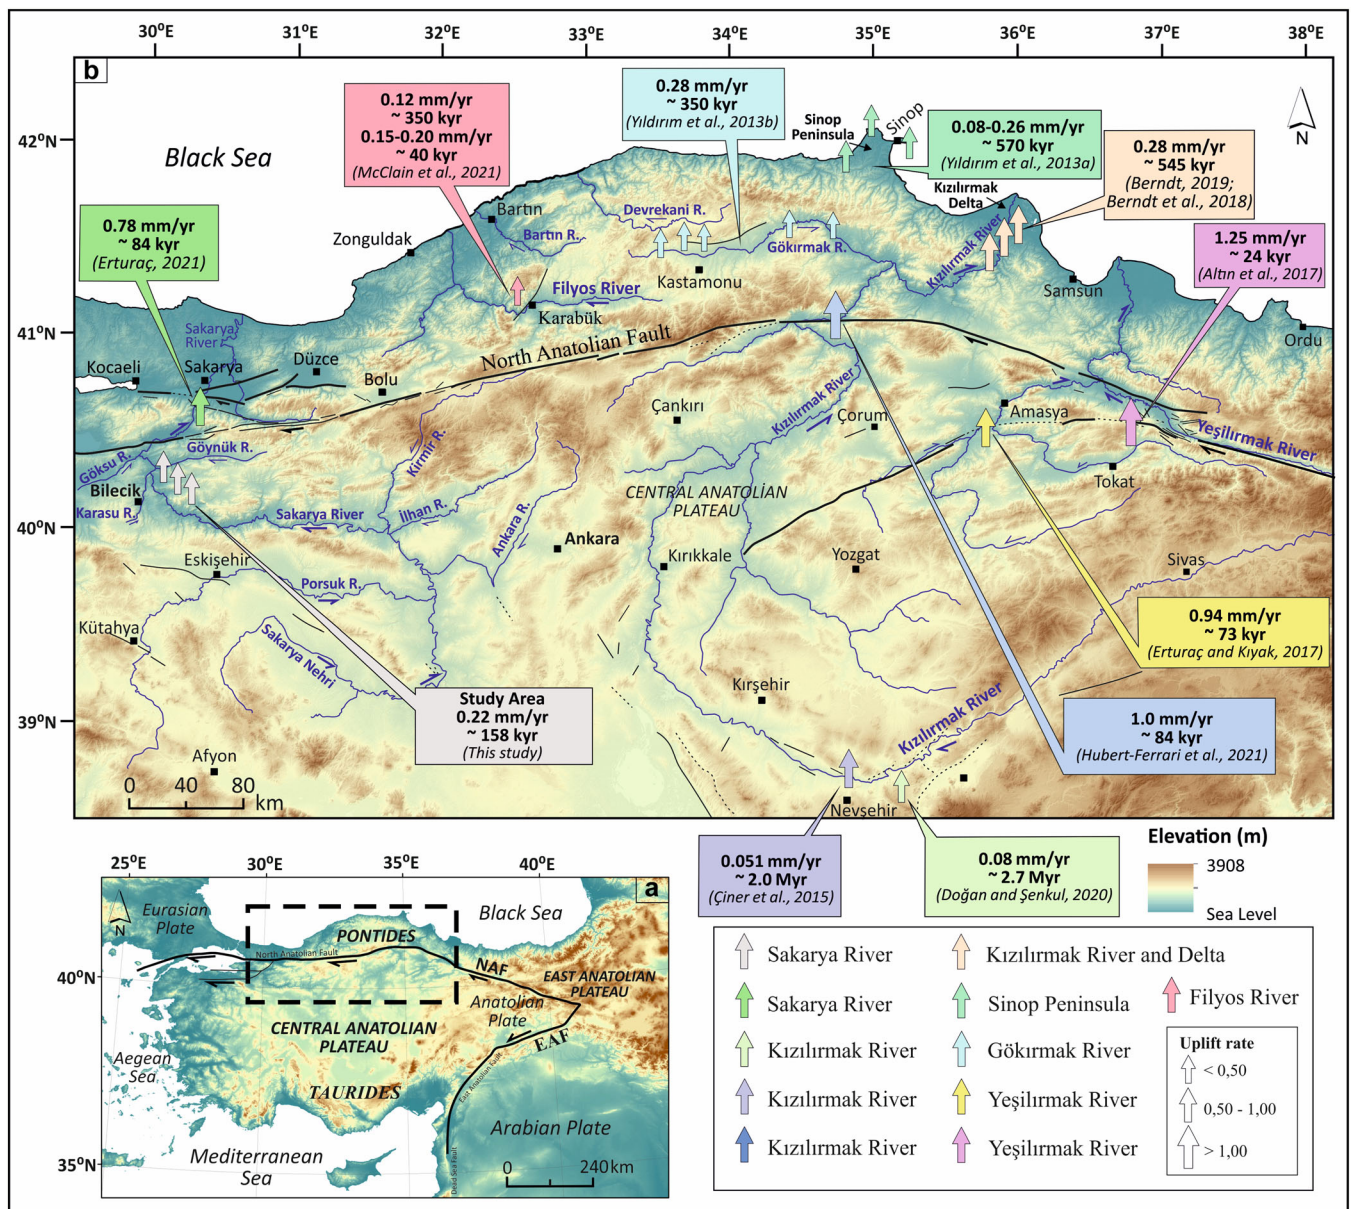 30°E
31°E
32°E
33°E
34°E
35°E
36°E
37°E
38°E
b
42°N
41°N
40°N
39°N
N
Black Sea
0.12 mm/yr
~ 350 kyr
0.15-0.20 mm/yr
~ 40 kyr
(McClain et al., 2021)
0.28 mm/yr
~ 350 kyr
(Yıldırım et al., 2013b)
Sinop
Peninsula
Sinop
0.08-0.26 mm/yr
~ 570 kyr
(Yıldırım et al., 2013a)
0.28 mm/yr
~ 545 kyr
(Berndt, 2019;
Berndt et al., 2018)
Kızılırmak
Delta
0.78 mm/yr
~ 84 kyr
(Erturaç, 2021)
1.25 mm/yr
~ 24 kyr
(Altın et al., 2017)
Zonguldak
Bartın
Bartın R.
Devrekani R.
Gökırmak R.
Kızılırmak River
Kastamonu
Filyos River
Karabük
Samsun
Ordu
Sakarya
River
Kocaeli
Sakarya
Düzce
Bolu
North Anatolian Fault
Çankırı
Kızılırmak River
Çorum
Amasya
Yeşilırmak River
Tokat
Göksu R.
Göynük R.
Bilecik
Karasu R.
Kirmir R.
Sakarya River
İlhan R.
Ankara R.
Ankara
CENTRAL ANATOLİAN
PLATEAU
Kırıkkale
Yozgat
Sivas
Eskişehir
Porsuk R.
Kütahya
Sakarya Nehri
Kırşehir
Kızılırmak River
Afyon
Nevşehir
Study Area
0.22 mm/yr
~ 158 kyr
(This study)
0.94 mm/yr
~ 73 kyr
(Erturaç and Kıyak, 2017)
1.0 mm/yr
~ 84 kyr
(Hubert-Ferrari et al., 2021)
0 40 80
km
0.051 mm/yr
~ 2.0 Myr
(Çiner et al., 2015)
0.08 mm/yr
~ 2.7 Myr
(Doğan and Şenkul, 2020)
Elevation (m)
3908
Sea Level
25°E
30°E
35°E
40°E
a
N
40°N
35°N
Eurasian
Plate
Black Sea
PONTIDES
North Anatolian Fault
NAF
EAST ANATOLIAN
PLATEAU
Anatolian
Plate
CENTRAL ANATOLIAN
PLATEAU
EAF
East Anatolian Fault
Aegean
Sea
TAURIDES
Arabian Plate
Mediterranean
Sea
Dead Sea Fault
0 240 km
Sakarya River
Sakarya River
Kızılırmak River
Kızılırmak River
Kızılırmak River
Kızılırmak River and Delta
Sinop Peninsula
Gökırmak River
Yeşilırmak River
Yeşilırmak River
Filyos River
Uplift rate
< 0,50
0,50 - 1,00
> 1,00